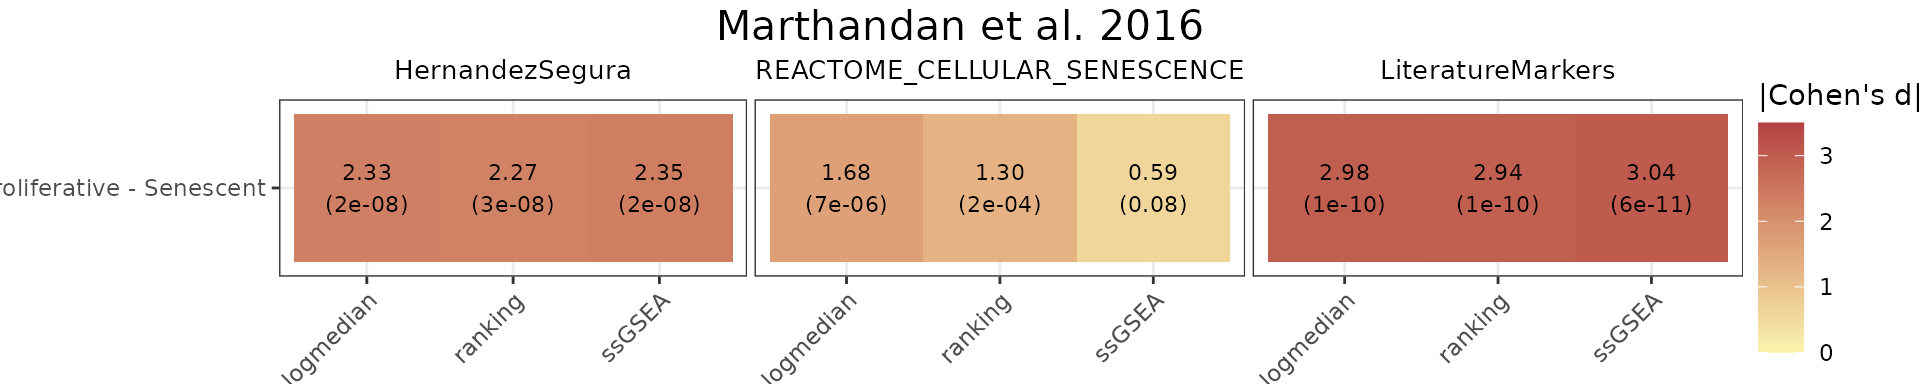 Marthandan et al. 2016
HernandezSegura
REACTOME_CELLULAR_SENESCENCE
LiteratureMarkers
|Cohen's d|
roliferative - Senescent
2.33
(2e-08)
2.27
(3e-08)
2.35
(2e-08)
1.68
(7e-06)
1.30
(2e-04)
0.59
(0.08)
2.98
(1e-10)
2.94
(1e-10)
3.04
(6e-11)
3
2
1
0
logmedian
ranking
ssGSEA
logmedian
ranking
ssGSEA
logmedian
ranking
ssGSEA